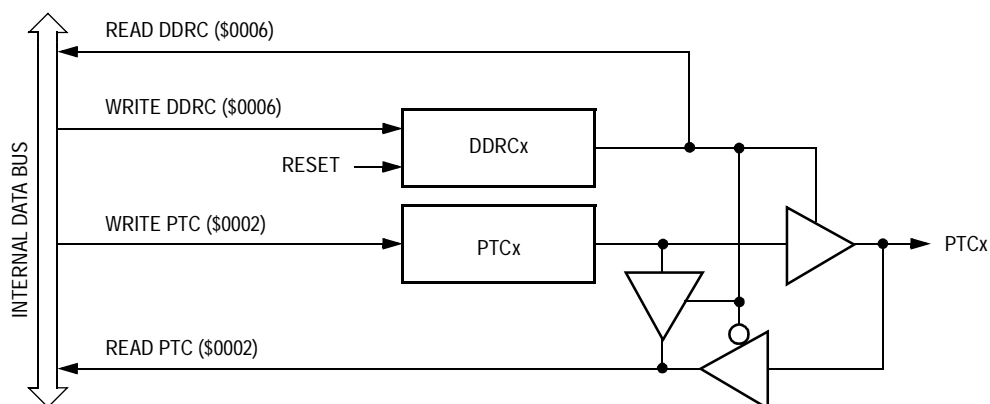 READ DDRC ($0006)
WRITE DDRC ($0006)
DDRCx
RESET
INTERNAL DATA BUS
WRITE PTC ($0002)
PTCx
PTCx
READ PTC ($0002)